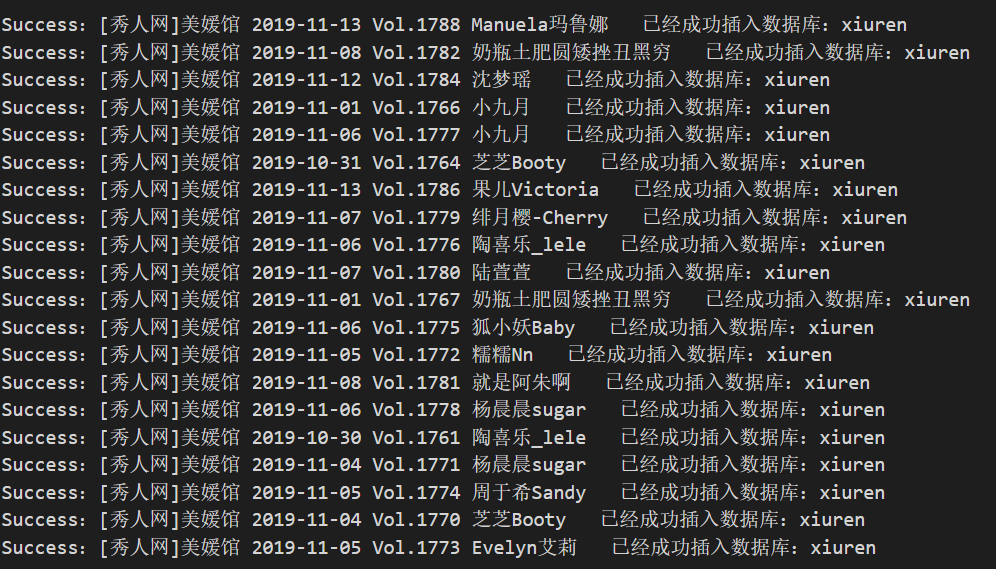 Success: [秀人网]美媛馆 2019-11-13 Vol.1788 Manuela玛鲁娜 已经成功插入数据库: xiuren
Success: [秀人网]美媛馆 2019-11-08 Vol.1782 奶瓶土肥圆矮挫丑黑穷 已经成功插入数据库: xiuren
Success: [秀人网]美媛馆 2019-11-12 Vol.1784 沈梦瑶 已经成功插入数据库: xiuren
Success: [秀人网]美媛馆 2019-11-01 Vol.1766 小九月 已经成功插入数据库: xiuren
Success: [秀人网]美媛馆 2019-11-06 Vol.1777 小九月 已经成功插入数据库: xiuren
Success: [秀人网]美媛馆 2019-10-31 Vol.1764 芝芝Booty 已经成功插入数据库: xiuren
Success: [秀人网]美媛馆 2019-11-13 Vol.1786 果儿Victoria 已经成功插入数据库: xiuren
Success: [秀人网]美媛馆 2019-11-07 Vol.1779 绯月樱-Cherry 已经成功插入数据库: xiuren
Success: [秀人网]美媛馆 2019-11-06 Vol.1776 陶喜乐_lele 已经成功插入数据库: xiuren
Success: [秀人网]美媛馆 2019-11-07 Vol.1780 陆萱萱 已经成功插入数据库: xiuren
Success: [秀人网]美媛馆 2019-11-01 Vol.1767 奶瓶土肥圆矮挫丑黑穷 已经成功插入数据库: xiuren
Success: [秀人网]美媛馆 2019-11-06 Vol.1775 狐小妖Baby 已经成功插入数据库: xiuren
Success: [秀人网]美媛馆 2019-11-05 Vol.1772 糯糯Nn 已经成功插入数据库: xiuren
Success: [秀人网]美媛馆 2019-11-08 Vol.1781 就是阿朱啊 已经成功插入数据库: xiuren
Success: [秀人网]美媛馆 2019-11-06 Vol.1778 杨晨晨sugar 已经成功插入数据库: xiuren
Success: [秀人网]美媛馆 2019-10-30 Vol.1761 陶喜乐_lele 已经成功插入数据库: xiuren
Success: [秀人网]美媛馆 2019-11-04 Vol.1771 杨晨晨sugar 已经成功插入数据库: xiuren
Success: [秀人网]美媛馆 2019-11-05 Vol.1774 周于希Sandy 已经成功插入数据库: xiuren
Success: [秀人网]美媛馆 2019-11-04 Vol.1770 芝芝Booty 已经成功插入数据库: xiuren
Success: [秀人网]美媛馆 2019-11-05 Vol.1773 Evelyn艾莉 已经成功插入数据库: xiuren